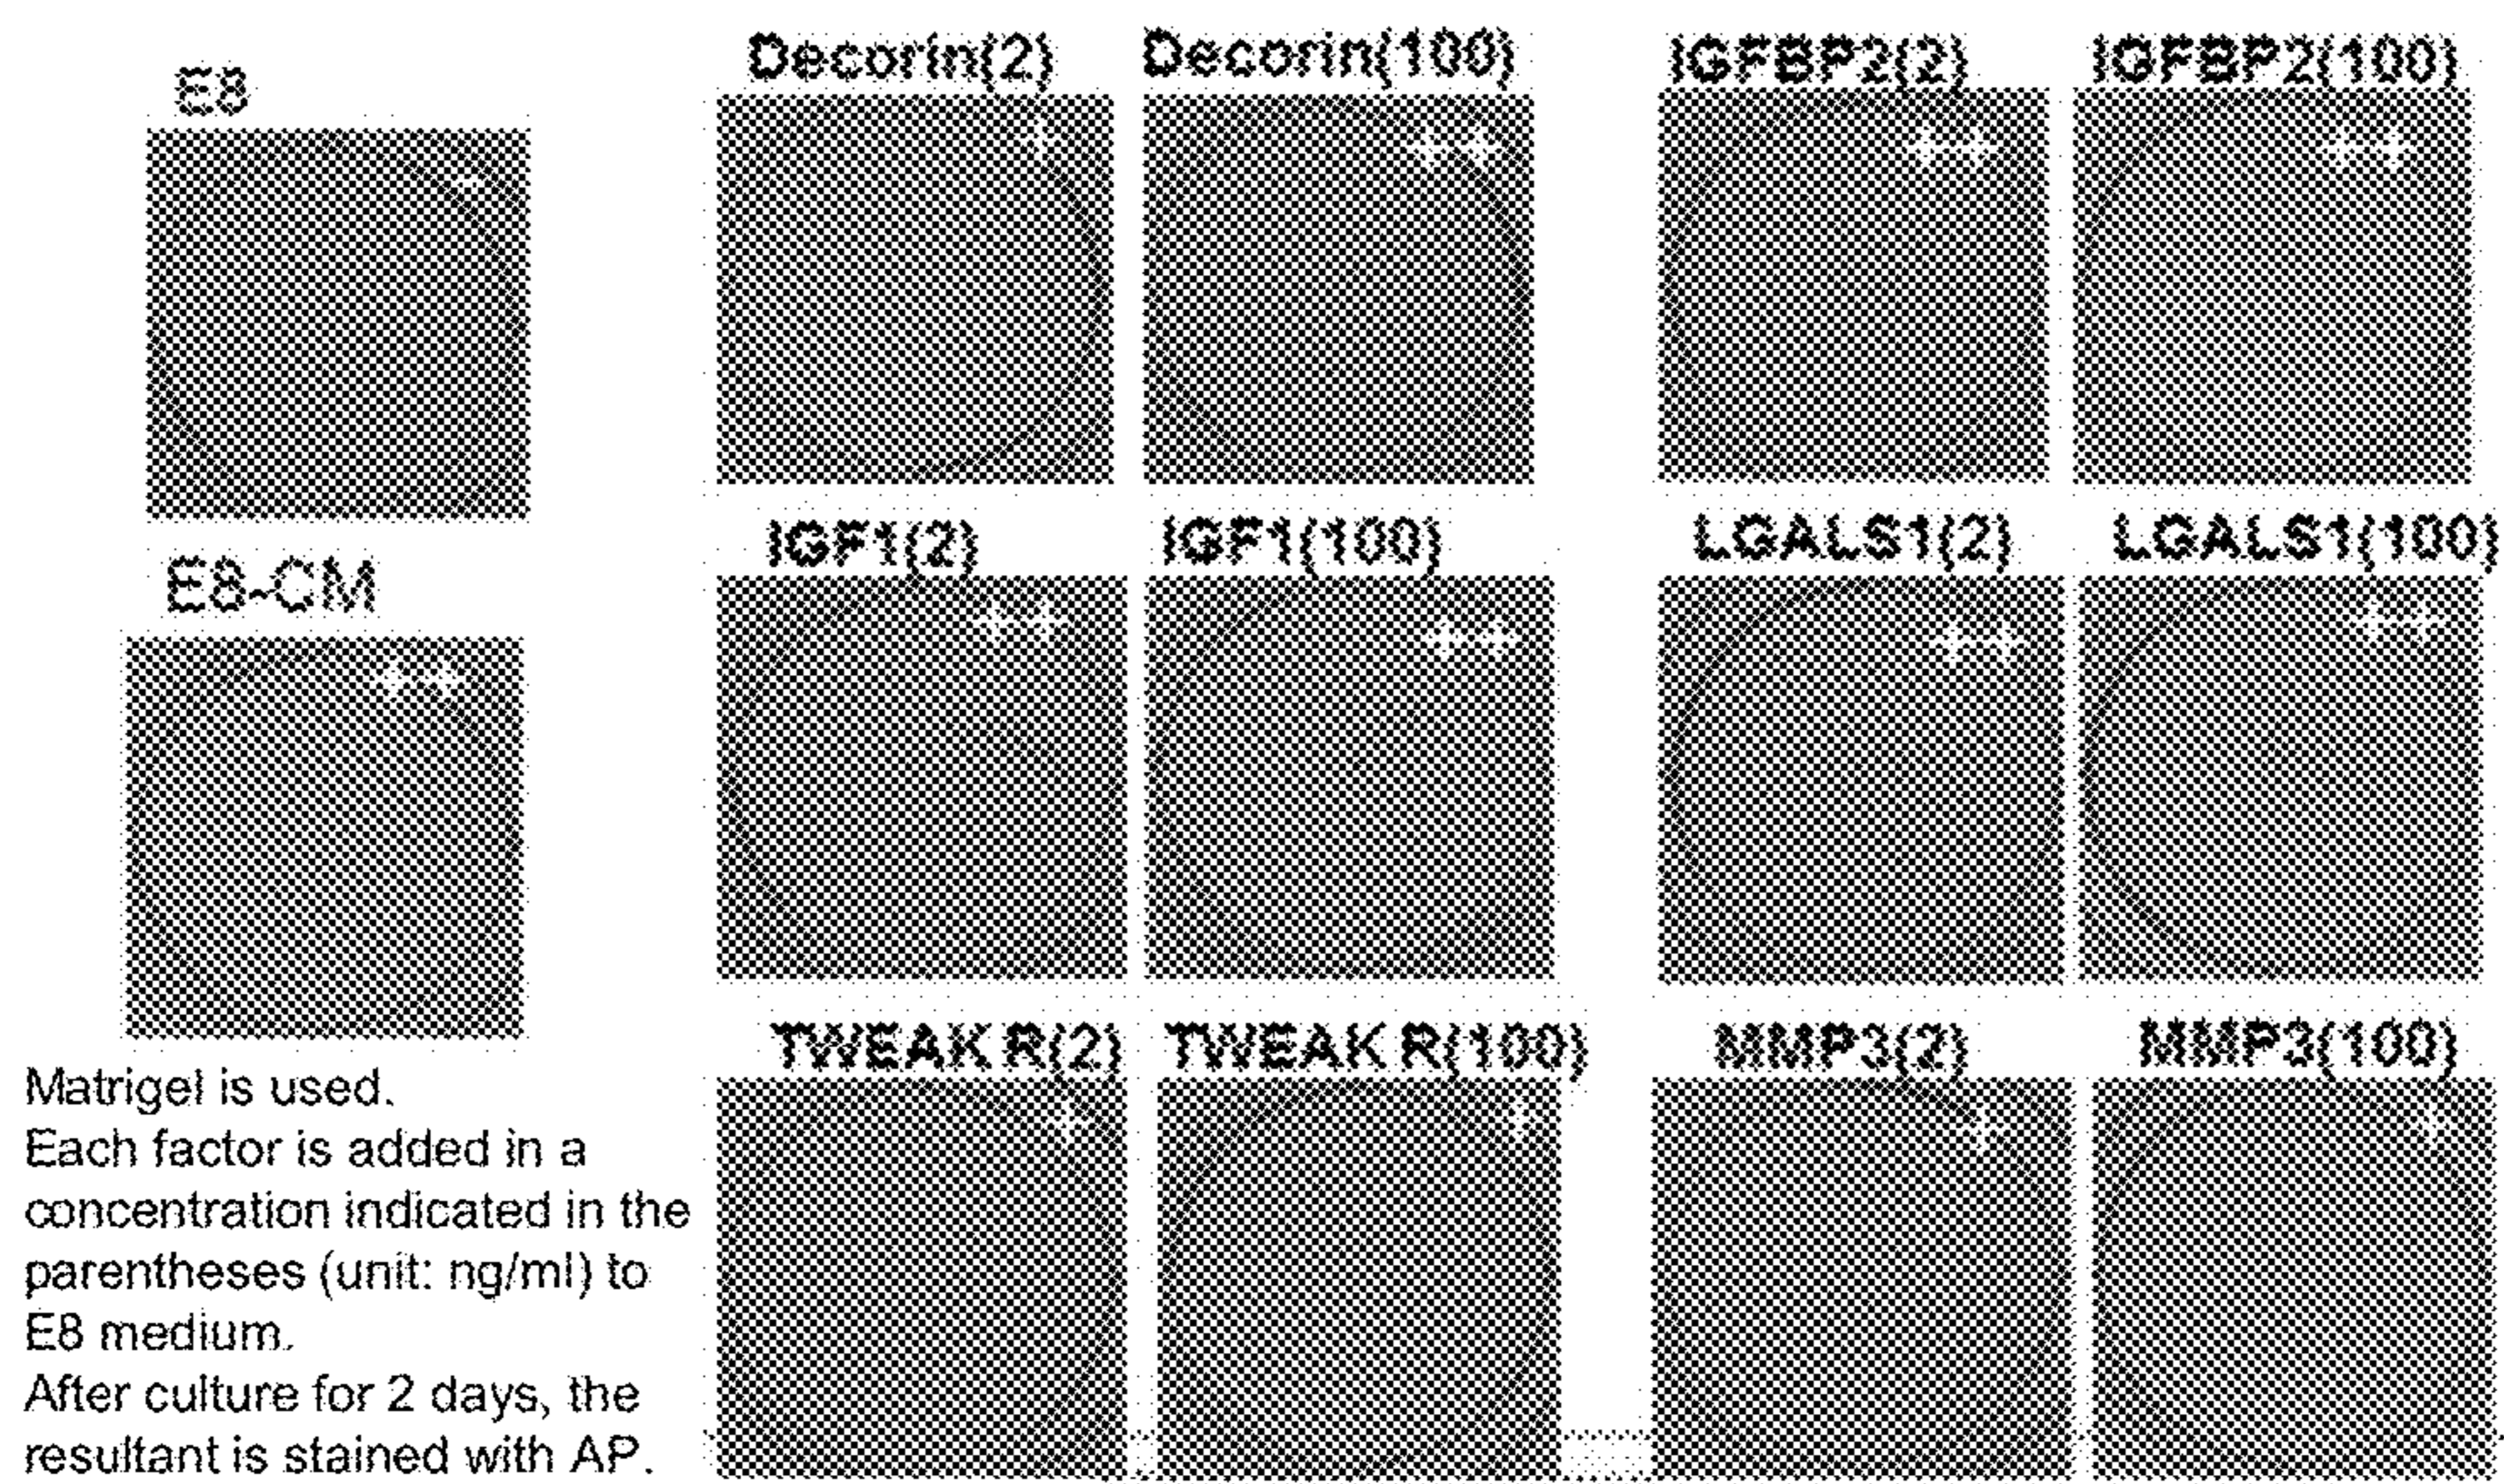 E8
-
E8-CM
++
Matrigel is used.
Each factor is added in a
concentration indicated in the
parentheses (unit: ng/ml) to
E8 medium.
After culture for 2 days, the
resultant is stained with AP.
Decorin(2) Decorin(100) IGFBP2(2) IGFBP2(100)
+ ++ ++ ++
IGF1(2) IGF1(100) LGALS1(2) LGALS1(100)
++ ++ ++ ++
TWEAK R(2) TWEAK R(100) MMP3(2) MMP3(100)
+ + + +